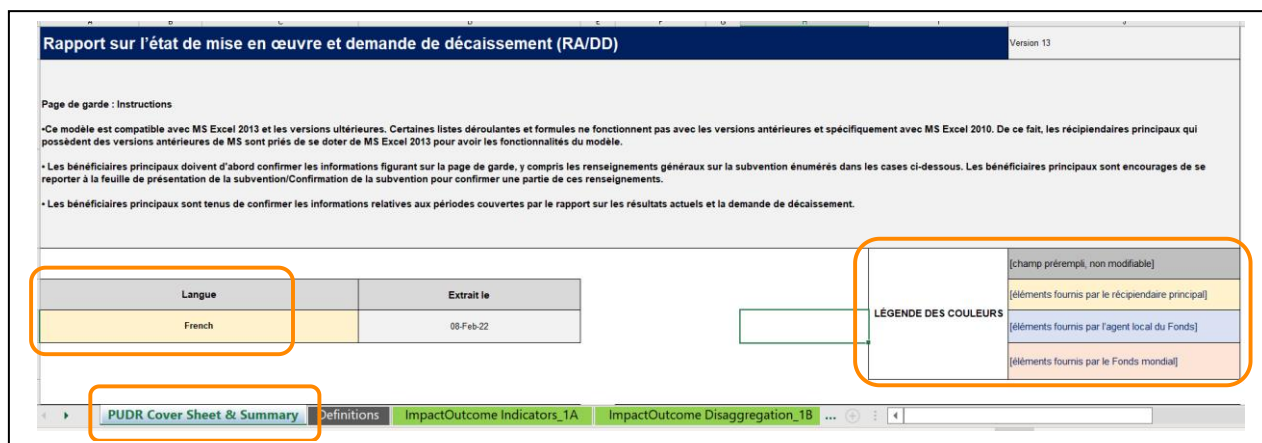 Rapport sur l’état de mise en œuvre et demande de décaissement (RA/DD)
Version 13
Page de garde : Instructions
•Ce modèle est compatible avec MS Excel 2013 et les versions ultérieures. Certaines listes déroulantes et formules ne fonctionnent pas avec les versions antérieures et spécifiquement avec MS Excel 2010. De ce fait, les récipiendaires principaux qui
possèdent des versions antérieures de MS sont priés de se doter de MS Excel 2013 pour avoir les fonctionnalités du modèle.
• Les bénéficiaires principaux doivent d'abord confirmer les informations figurant sur la page de garde, y compris les renseignements généraux sur la subvention énumérés dans les cases ci-dessous. Les bénéficiaires principaux sont encourages de se
reporter à la feuille de présentation de la subvention/Confirmation de la subvention pour confirmer une partie de ces renseignements.
• Les bénéficiaires principaux sont tenus de confirmer les informations relatives aux périodes couvertes par le rapport sur les résultats actuels et la demande de décaissement.
Langue
Extrait le
French
08-Feb-22
LÉGENDE DES COULEURS
[champ prérempli, non modifiable]
[éléments fournis par le récipiendaire principal]
[éléments fournis par l'agent local du Fonds]
[éléments fournis par le Fonds mondial]
PUDR Cover Sheet & Summary
Definitions
ImpactOutcome Indicators_1A
ImpactOutcome Disaggregation_1B
...